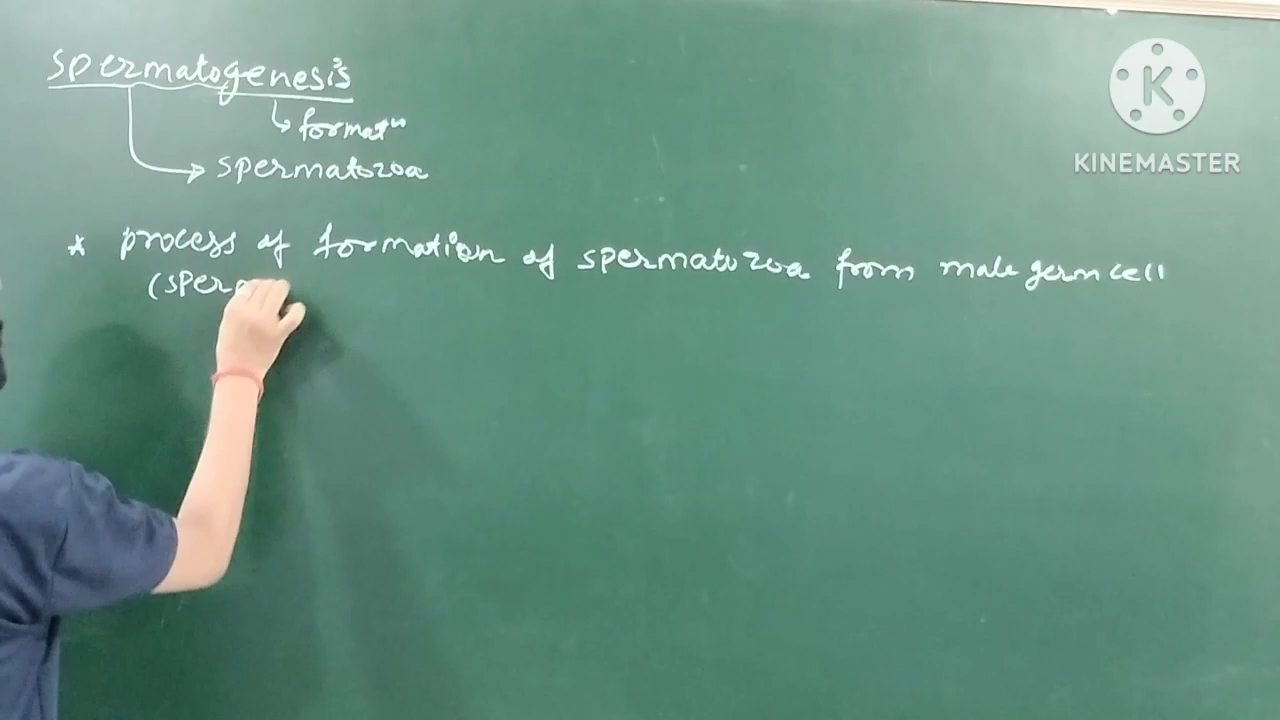 spermatogenesis
formatⁿ
spermatozoa
* process of formation of spermatozoa from male germ cell
(sper
K
KINEMASTER